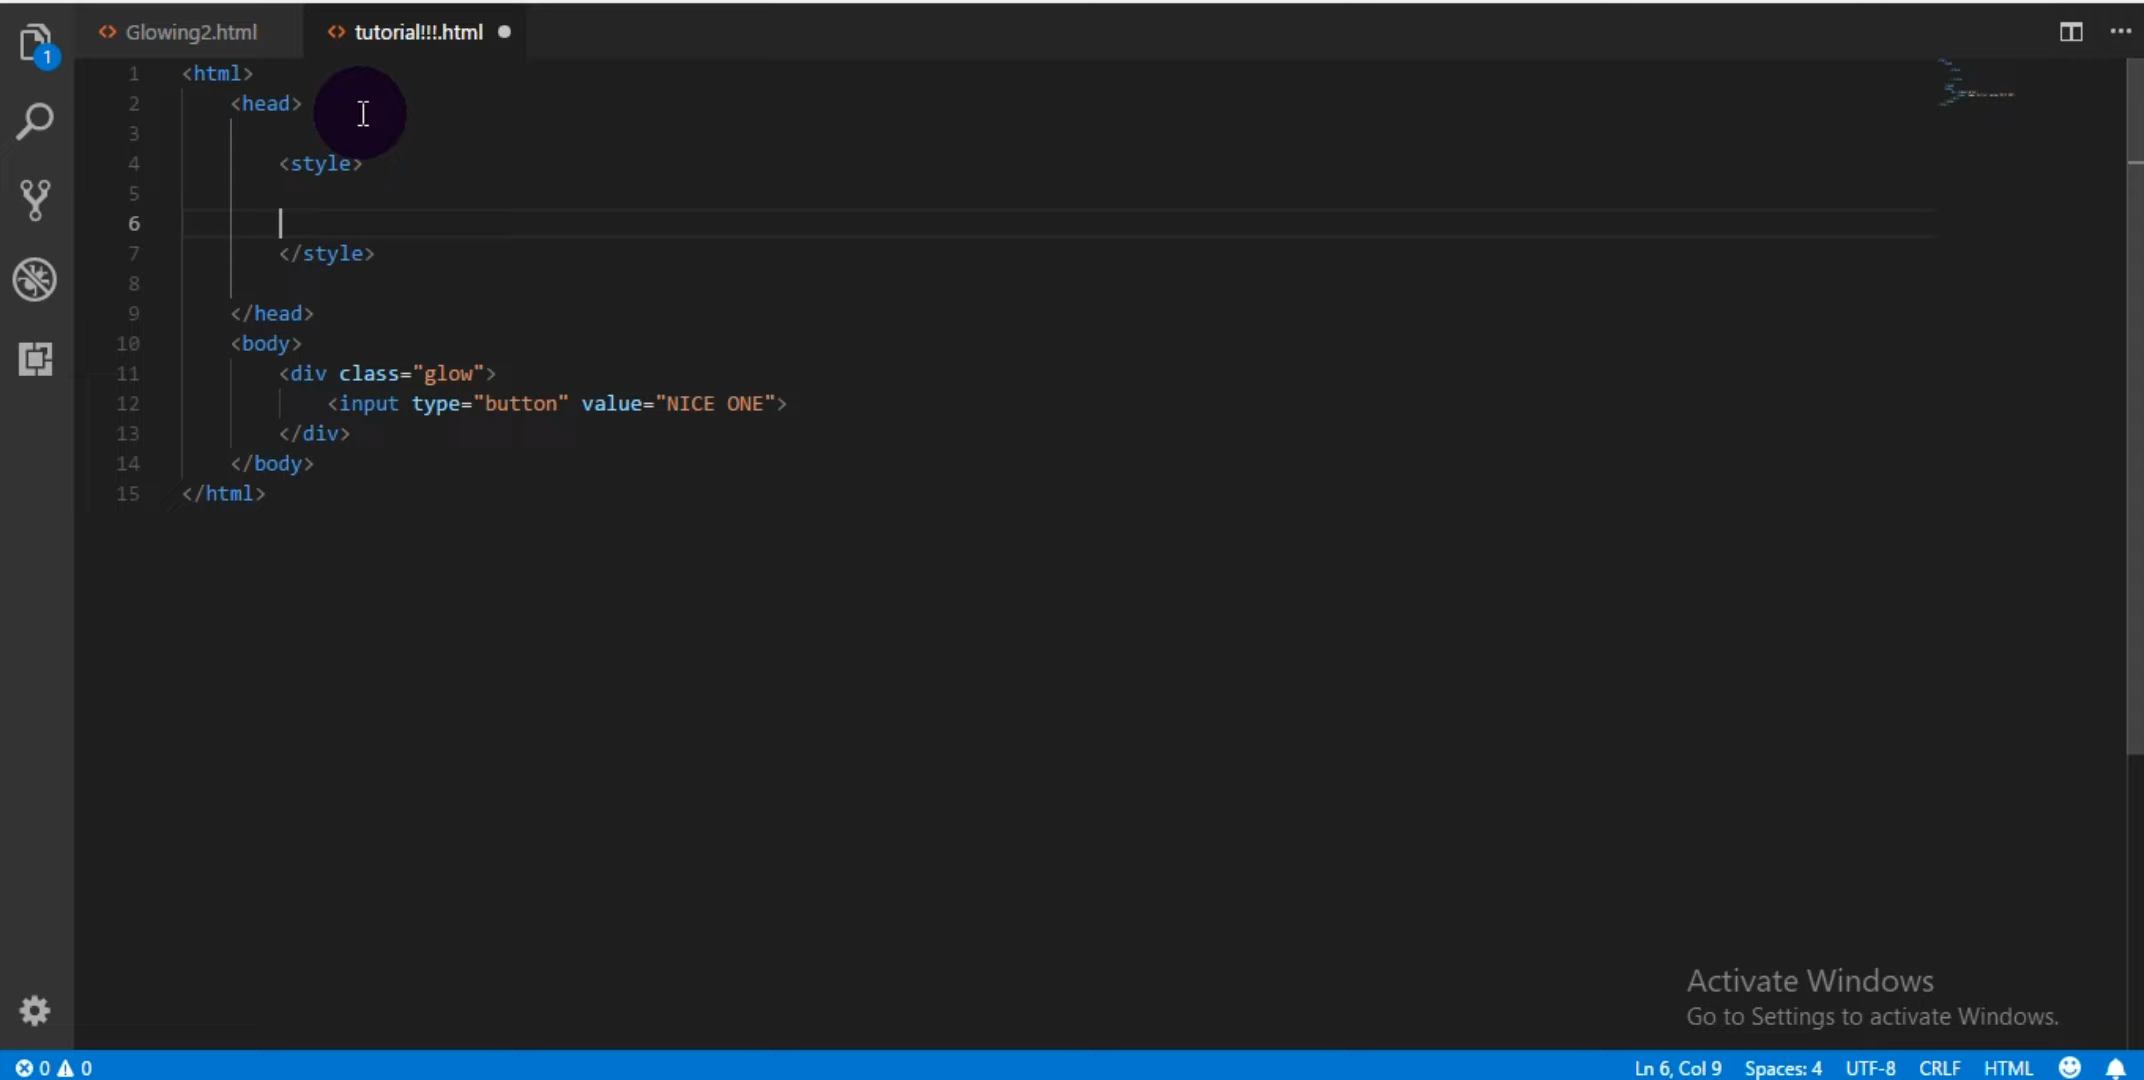 1
Glowing2.html
tutorial!!!.html
1 <html>
2 <head>
3
4 <style>
5
6
7 </style>
8
9 </head>
10 <body>
11 <div class="glow">
12 <input type="button" value="NICE ONE">
13 </div>
14 </body>
15 </html>
Activate Windows
Go to Settings to activate Windows.
0 0 Ln 6, Col 9 Spaces: 4 UTF-8 CRLF HTML